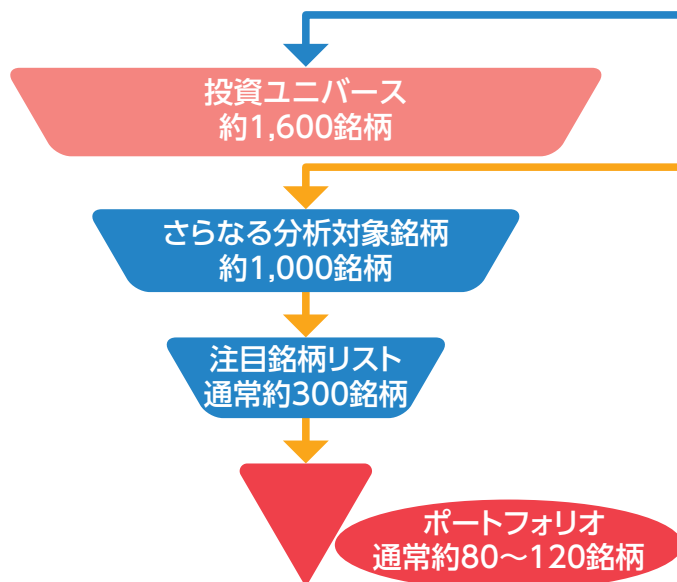 投資ユニバース
約1,600銘柄
さらなる分析対象銘柄
約1,000銘柄
注目銘柄リスト
通常約300銘柄
ポートフォリオ
通常約80～120銘柄